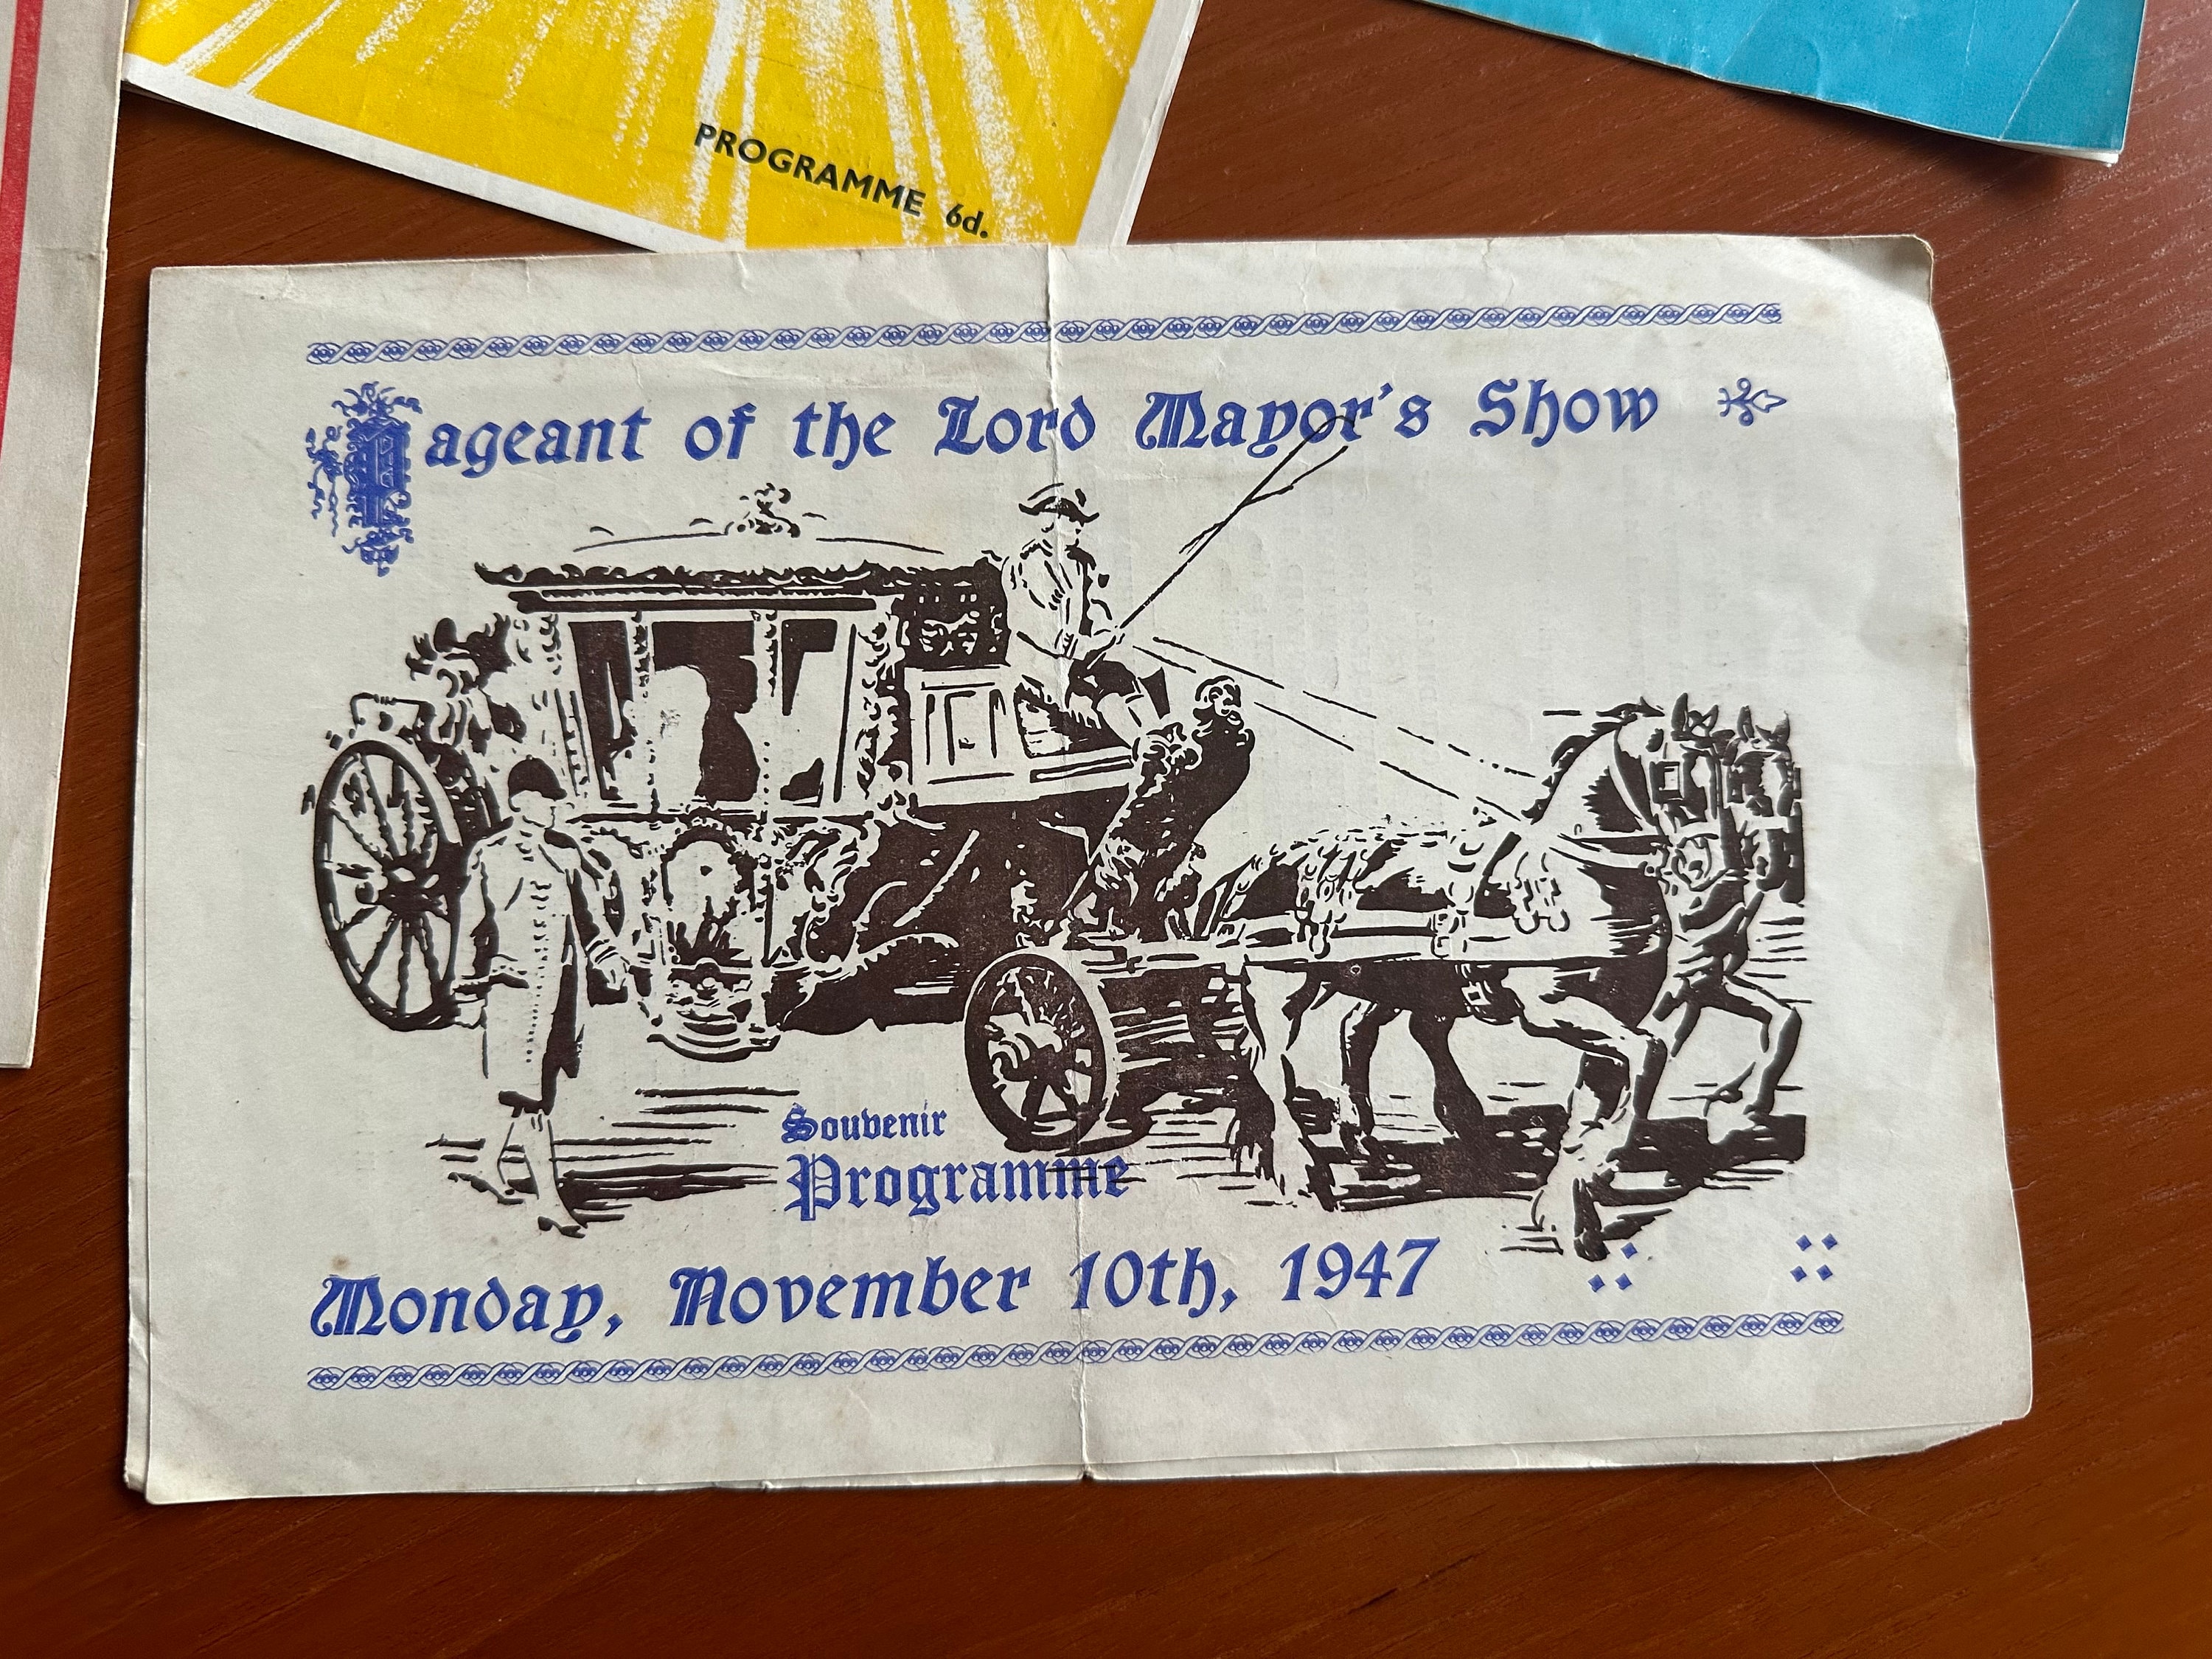 PROGRAMME 6d.
Pageant of the Lord Mayor's Show
Souvenir
Programme
Monday, November 10th, 1947